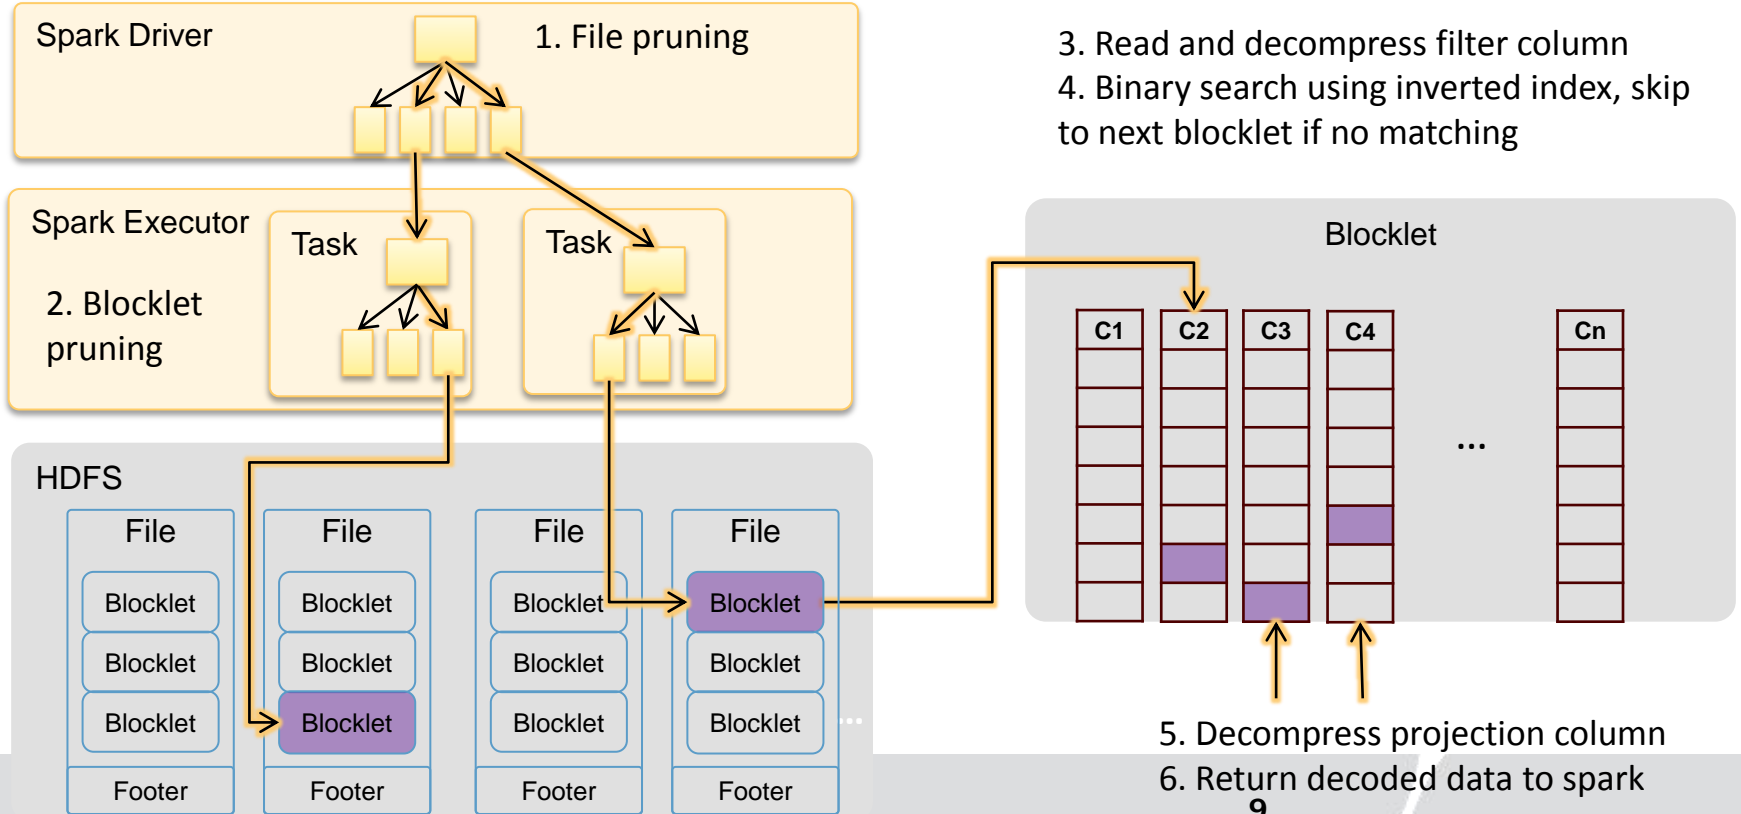 Spark Driver
1. File pruning
3. Read and decompress filter column
4. Binary search using inverted index, skip
to next blocklet if no matching
Spark Executor
Task
Task
2. Blocklet
pruning
Blocklet
C1 C2 C3 C4 ... Cn
HDFS
File File File File
Blocklet Blocklet Blocklet Blocklet
Blocklet Blocklet Blocklet Blocklet
Blocklet Blocklet Blocklet Blocklet ...
Footer Footer Footer Footer
5. Decompress projection column
6. Return decoded data to spark
9